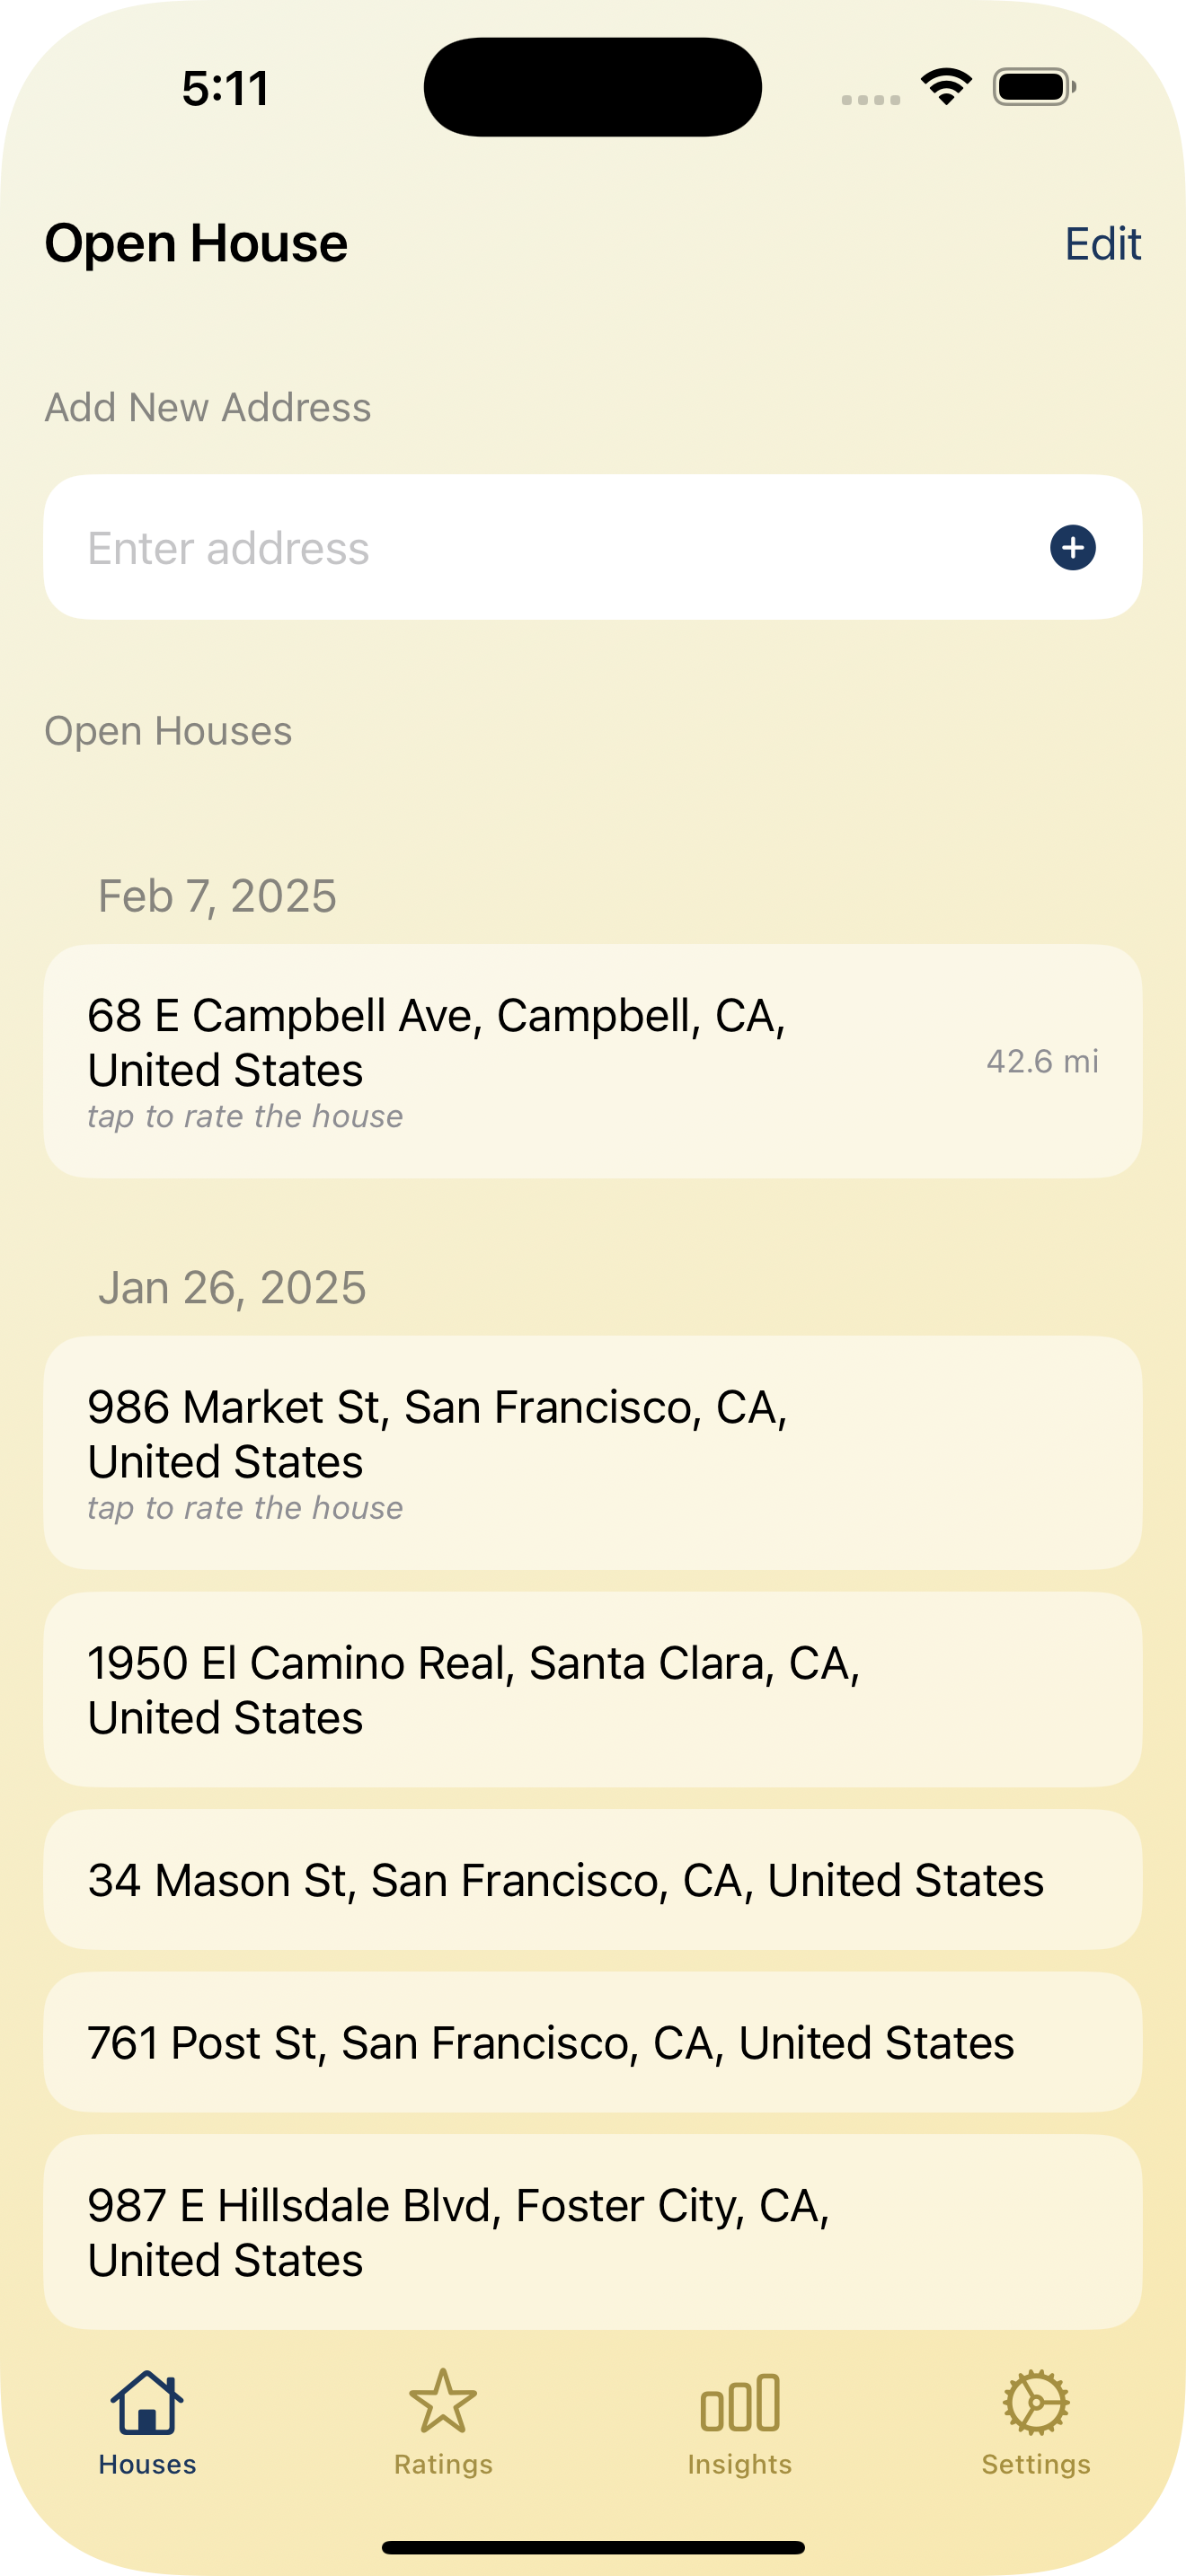 5:11
Open House
Edit
Add New Address
Enter address
Open Houses
Feb 7, 2025
68 E Campbell Ave, Campbell, CA,
United States
tap to rate the house
42.6 mi
Jan 26, 2025
986 Market St, San Francisco, CA,
United States
tap to rate the house
1950 El Camino Real, Santa Clara, CA,
United States
34 Mason St, San Francisco, CA, United States
761 Post St, San Francisco, CA, United States
987 E Hillsdale Blvd, Foster City, CA,
United States
Houses
Ratings
Insights
Settings